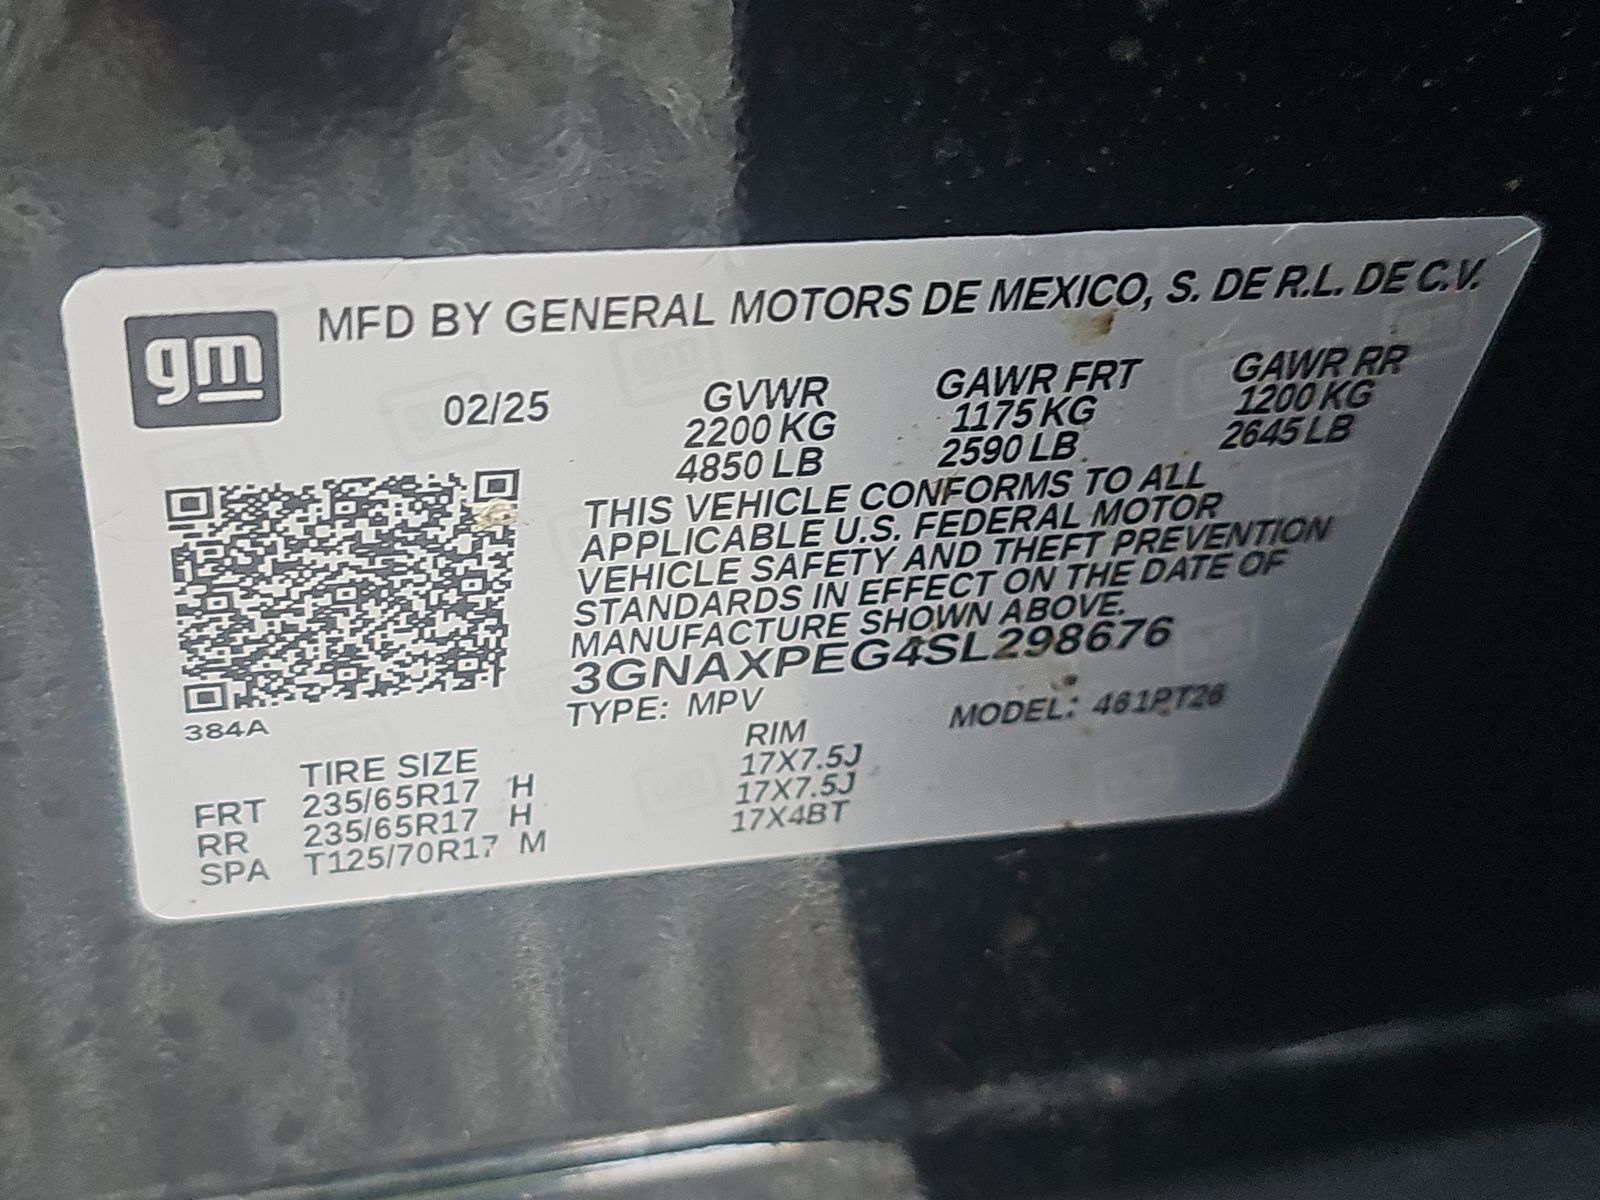 gm
MFD BY GENERAL MOTORS DE MEXICO, S. DE R.L. DE C.V.
02/25 GVWR GAWR FRT GAWR RR
2200 KG 1175 KG 1200 KG
4850 LB 2590 LB 2645 LB
THIS VEHICLE CONFORMS TO ALL
APPLICABLE U.S. FEDERAL MOTOR
VEHICLE SAFETY AND THEFT PREVENTION
STANDARDS IN EFFECT ON THE DATE OF
MANUFACTURE SHOWN ABOVE.
3GNAXPEG4SL298676
TYPE: MPV MODEL: 461PT26
384A
TIRE SIZE RIM
FRT 235/65R17 H 17X7.5J
RR 235/65R17 H 17X7.5J
SPA T125/70R17 M 17X4BT